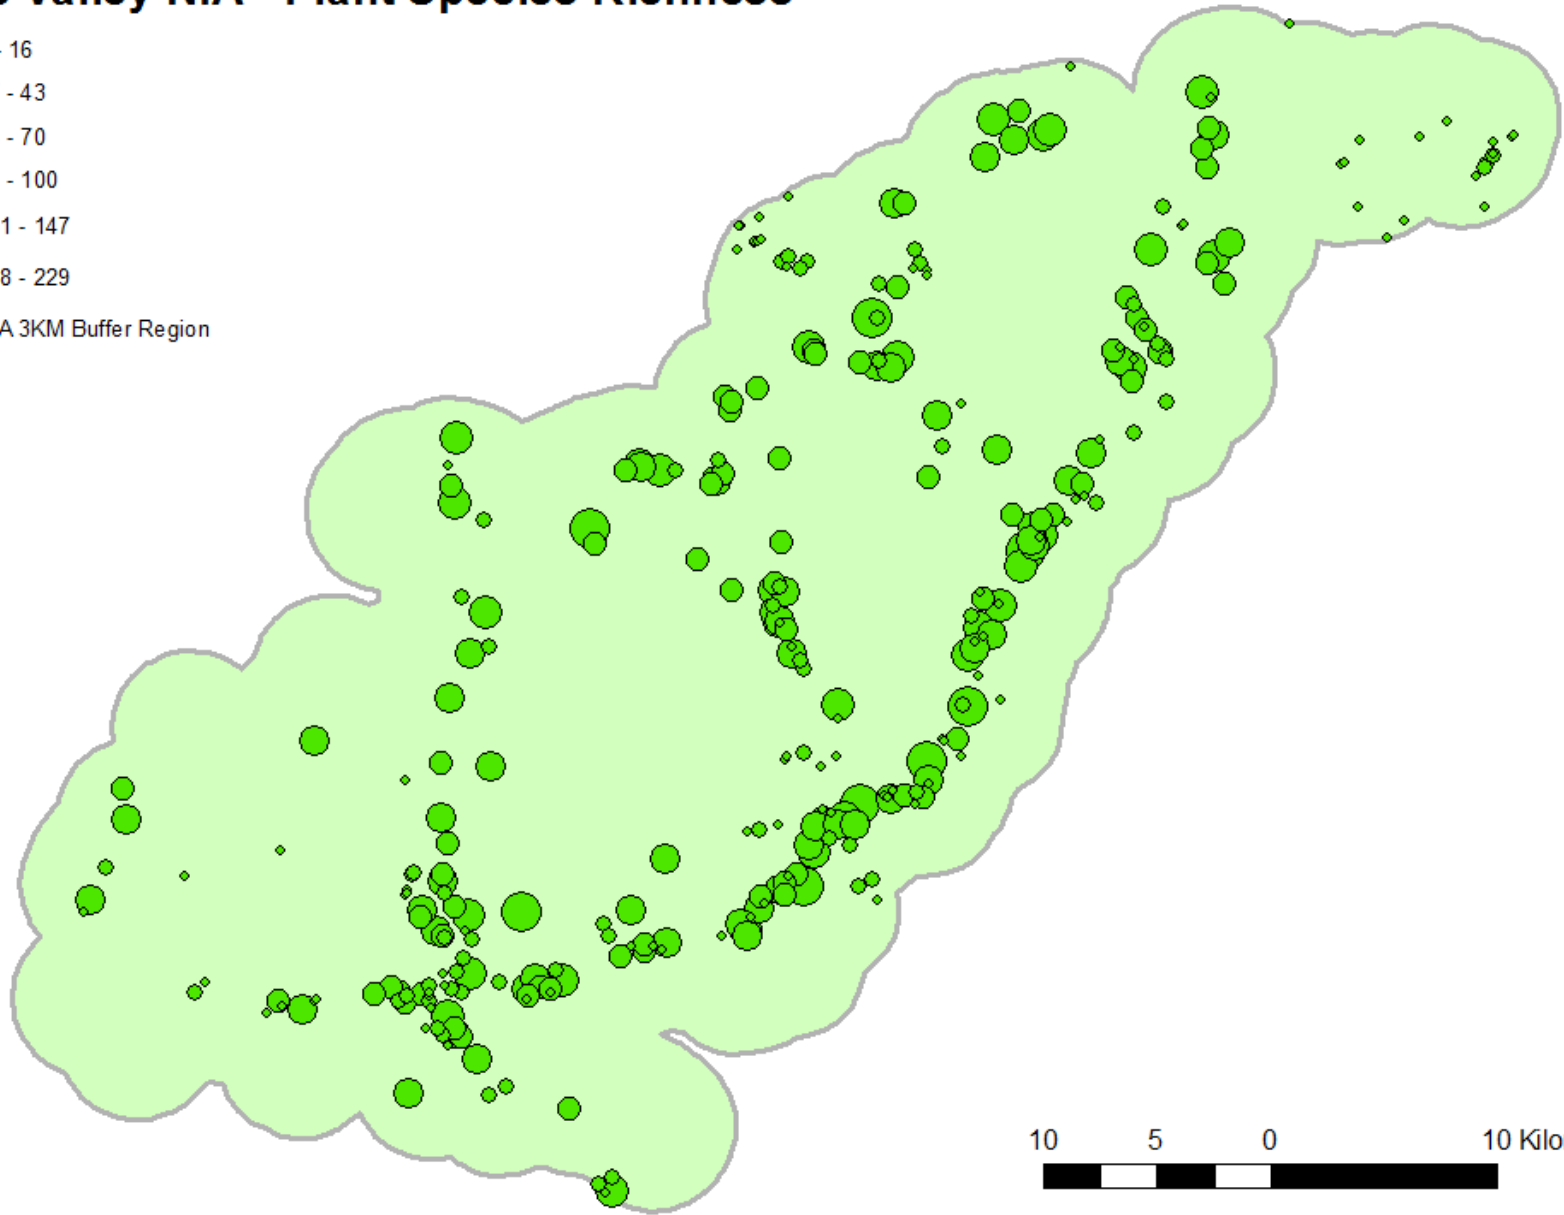 Valley NIA - Plant Species Richness
- 16
- 43
- 70
- 100
1 - 147
8 - 229
A 3KM Buffer Region
10 5 0 10 Kilo